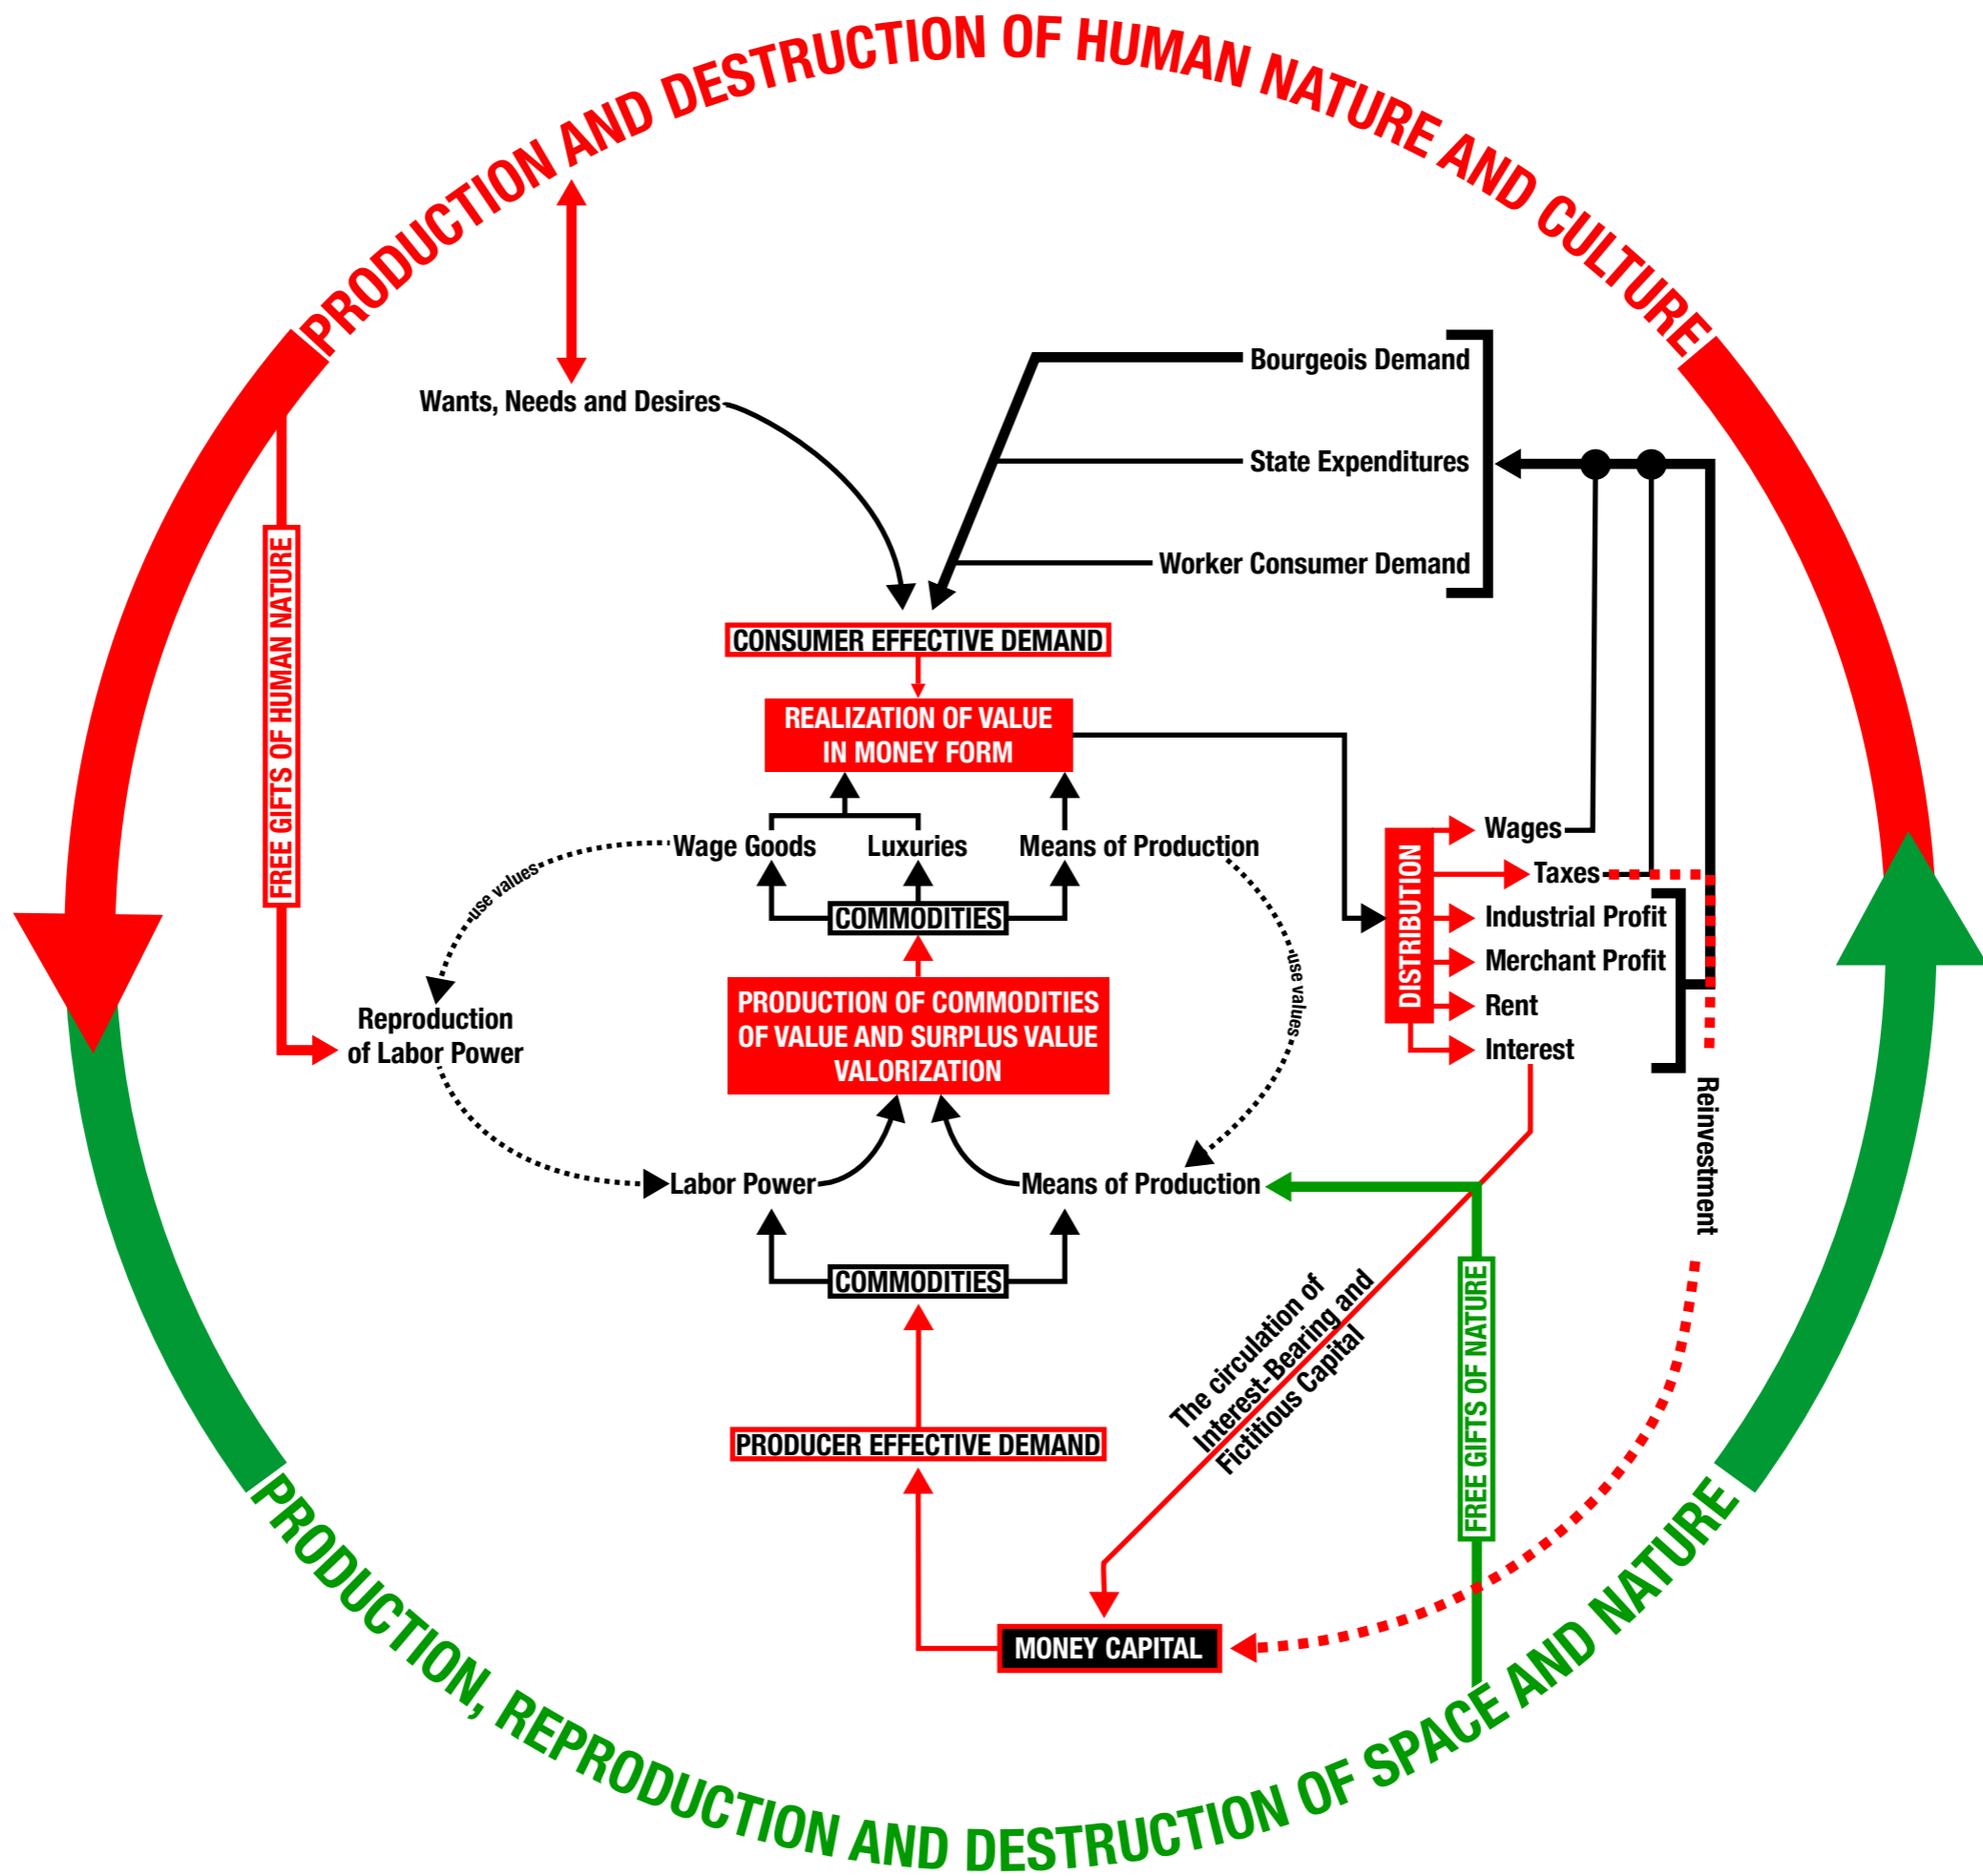 PRODUCTION AND DESTRUCTION OF HUMAN NATURE AND CULTURE
Bourgeois Demand
Wants, Needs and Desires
State Expenditures
Worker Consumer Demand
FREE GIFTS OF HUMAN NATURE
CONSUMER EFFECTIVE DEMAND
REALIZATION OF VALUE
IN MONEY FORM
Wage Goods
Luxuries
Means of Production
use values
use values
COMMODITIES
DISTRIBUTION
Wages
Taxes
Industrial Profit
Merchant Profit
Rent
Interest
PRODUCTION OF COMMODITIES
OF VALUE AND SURPLUS VALUE
VALORIZATION
Reproduction
of Labor Power
Reinvestment
Labor Power
Means of Production
COMMODITIES
The circulation of
Interest-Bearing and
Fictitious Capital
FREE GIFTS OF NATURE
PRODUCER EFFECTIVE DEMAND
MONEY CAPITAL
PRODUCTION, REPRODUCTION AND DESTRUCTION OF SPACE AND NATURE